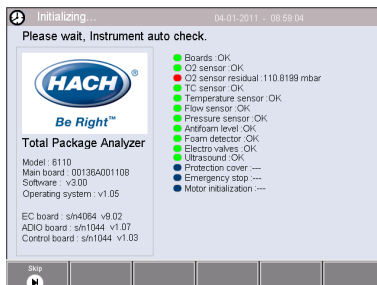 Initializing...
04-01-2011 - 08:59:04
Please wait, Instrument auto check.
HACH®
Be Right™
Total Package Analyzer
Model : 6110
Main board : 00136A001108
Software : v3.00
Operating system : v1.05
EC board : s/n4064 v9.02
ADIO board : s/n1044 v1.07
Control board : s/n1044 v1.03
Boards :OK
O2 sensor :OK
O2 sensor residual :110.8199 mbar
TC sensor :OK
Temperature sensor :OK
Flow sensor :OK
Pressure sensor :OK
Antifoam level :OK
Foam detector :OK
Electro valves :OK
Ultrasound :OK
Protection cover :---
Emergency stop :---
Motor initialization :---
Skip